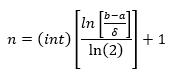 n = (int) [ ln [ (b−a)/δ ] / ln(2) ] + 1